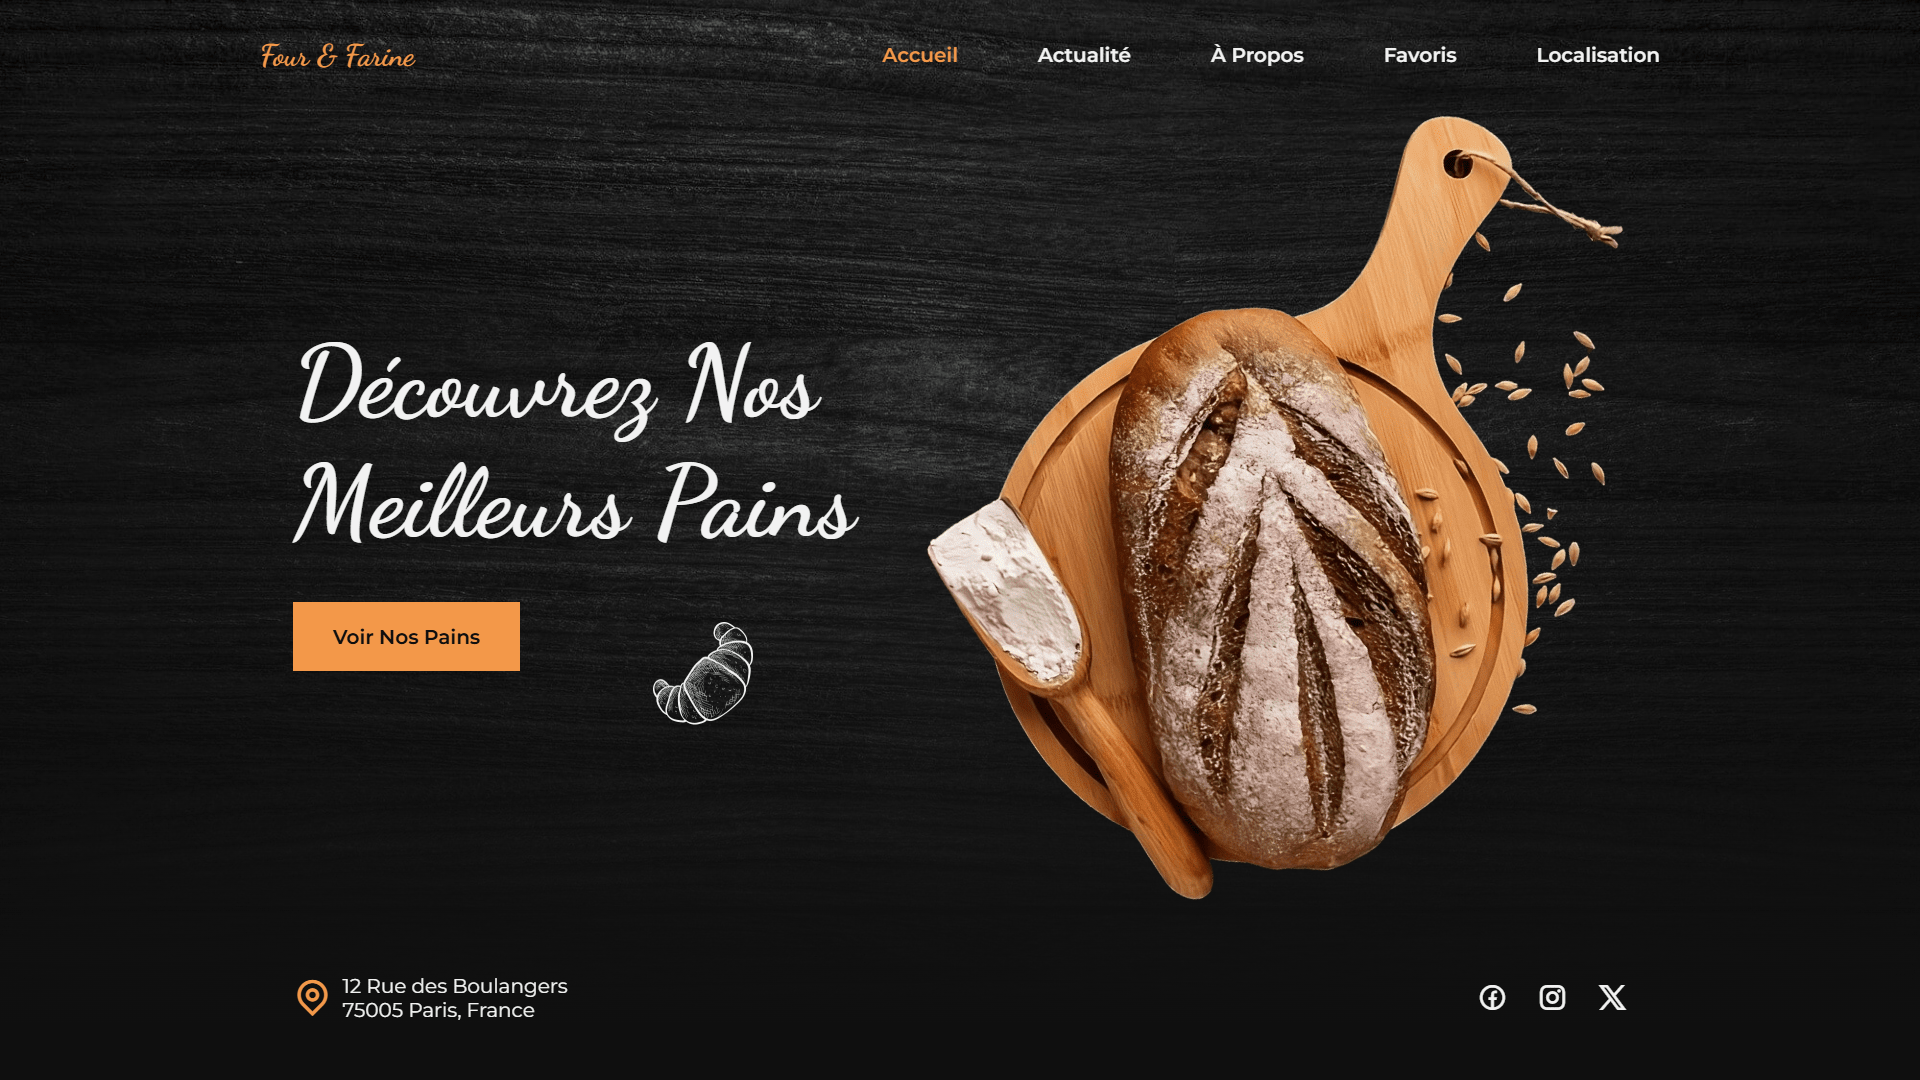 Four & Farine
Accueil
Actualité
À Propos
Favoris
Localisation
Découvrez Nos
Meilleurs Pains
Voir Nos Pains
12 Rue des Boulangers
75005 Paris, France